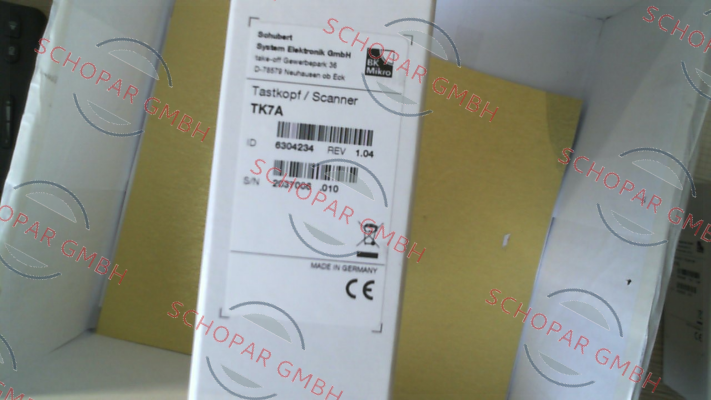 Schubert
System Elektronik GmbH
take-off Gewerbepark 36
D-78579 Neuhausen ob Eck
BK
Mikro
Tastkopf / Scanner
TK7A
ID 6304234 REV 1.04
S/N 2037006 .010
MADE IN GERMANY
CE
SCHOPAR GMBH
SCHOPAR GMBH
SCHOPAR GMBH
SCHOPAR GMBH
SCHOPAR GMBH
SCHOPAR GMBH
SCHOPAR GMBH
SCHOPAR GMBH